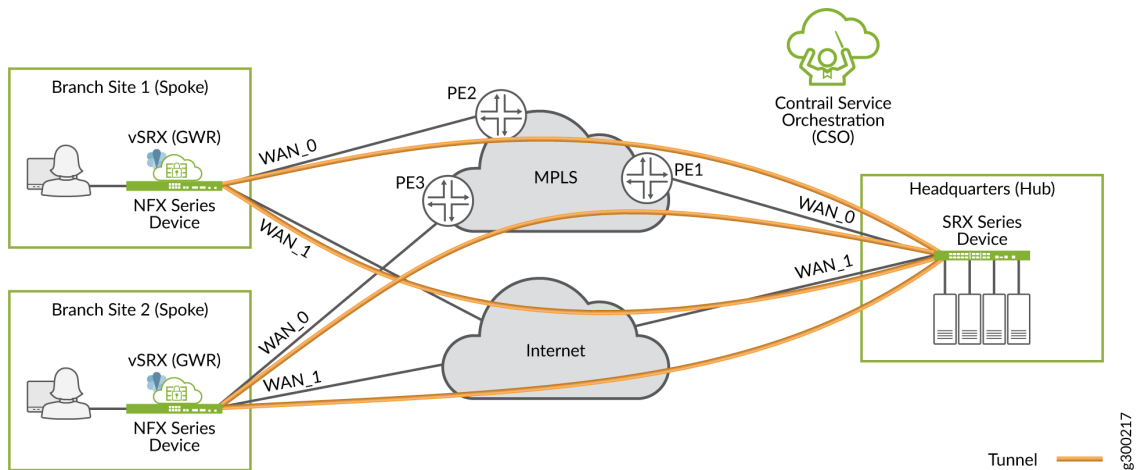 Branch Site 1 (Spoke)
vSRX (GWR)
NFX Series
Device
WAN_0
WAN_1
PE2
PE3
MPLS
PE1
Contrail Service
Orchestration
(CSO)
Headquarters (Hub)
SRX Series
Device
WAN_0
WAN_1
Branch Site 2 (Spoke)
vSRX (GWR)
NFX Series
Device
WAN_0
WAN_1
Internet
Tunnel
g300217